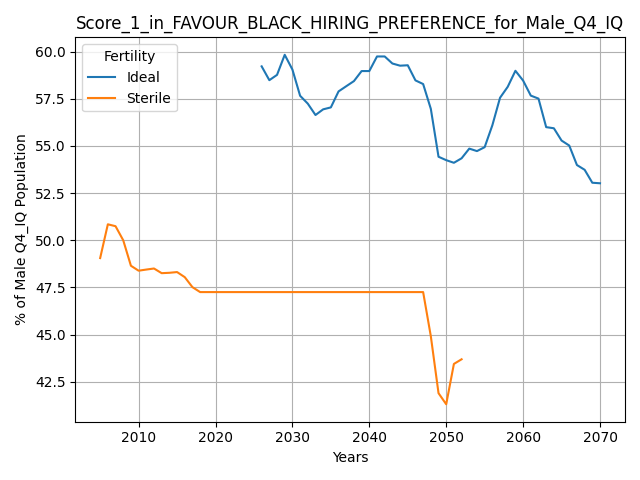 Score_1_in_FAVOUR_BLACK_HIRING_PREFERENCE_for_Male_Q4_IQ
Fertility
Ideal
Sterile
% of Male Q4_IQ Population
60.0
57.5
55.0
52.5
50.0
47.5
45.0
42.5
2010 2020 2030 2040 2050 2060 2070
Years